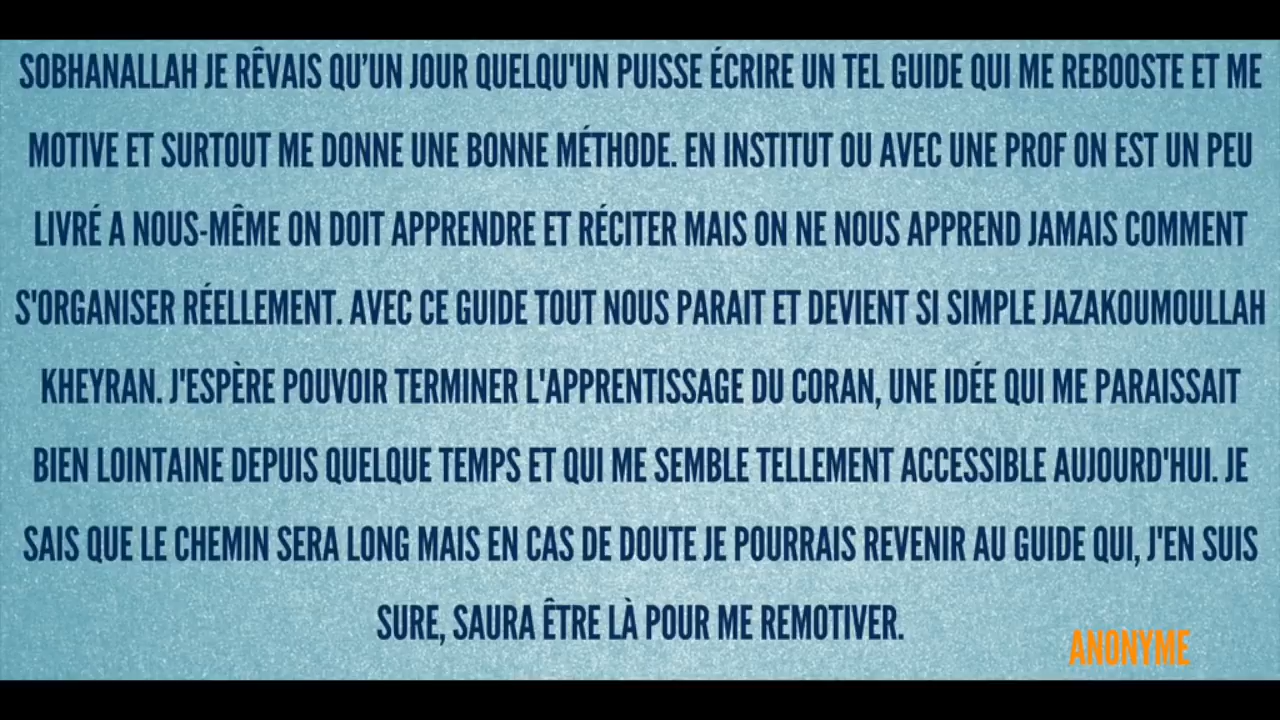 SOBHANALLAH JE RÊVAIS QU’UN JOUR QUELQU'UN PUISSE ÉCRIRE UN TEL GUIDE QUI ME REBOOSTE ET ME
MOTIVE ET SURTOUT ME DONNE UNE BONNE MÉTHODE. EN INSTITUT OU AVEC UNE PROF ON EST UN PEU
LIVRÉ A NOUS-MÊME ON DOIT APPRENDRE ET RÉCITER MAIS ON NE NOUS APPREND JAMAIS COMMENT
S'ORGANISER RÉELLEMENT. AVEC CE GUIDE TOUT NOUS PARAIT ET DEVIENT SI SIMPLE JAZAKOUMOULLAH
KHEYRAN. J'ESPÈRE POUVOIR TERMINER L'APPRENTISSAGE DU CORAN, UNE IDÉE QUI ME PARAISSAIT
BIEN LOINTAINE DEPUIS QUELQUE TEMPS ET QUI ME SEMBLE TELLEMENT ACCESSIBLE AUJOURD'HUI. JE
SAIS QUE LE CHEMIN SERA LONG MAIS EN CAS DE DOUTE JE POURRAIS REVENIR AU GUIDE QUI, J'EN SUIS
SURE, SAURA ÊTRE LÀ POUR ME REMOTIVER.
ANONYME